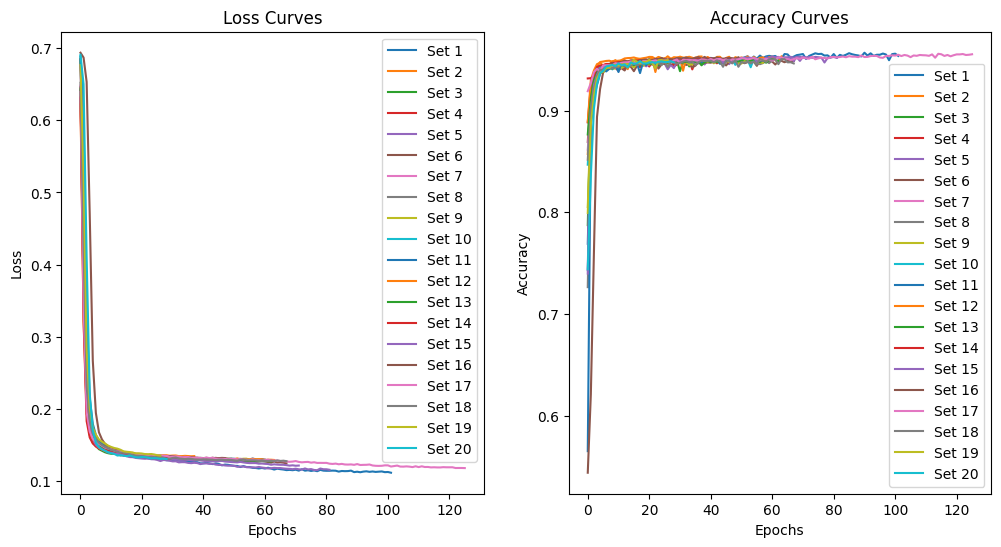 Loss Curves
0.7
0.6
0.5
0.4
0.3
0.2
0.1
Loss
0
20
40
60
80
100
120
Epochs
Set 1
Set 2
Set 3
Set 4
Set 5
Set 6
Set 7
Set 8
Set 9
Set 10
Set 11
Set 12
Set 13
Set 14
Set 15
Set 16
Set 17
Set 18
Set 19
Set 20
Accuracy Curves
0.9
0.8
0.7
0.6
Accuracy
0
20
40
60
80
100
120
Epochs
Set 1
Set 2
Set 3
Set 4
Set 5
Set 6
Set 7
Set 8
Set 9
Set 10
Set 11
Set 12
Set 13
Set 14
Set 15
Set 16
Set 17
Set 18
Set 19
Set 20